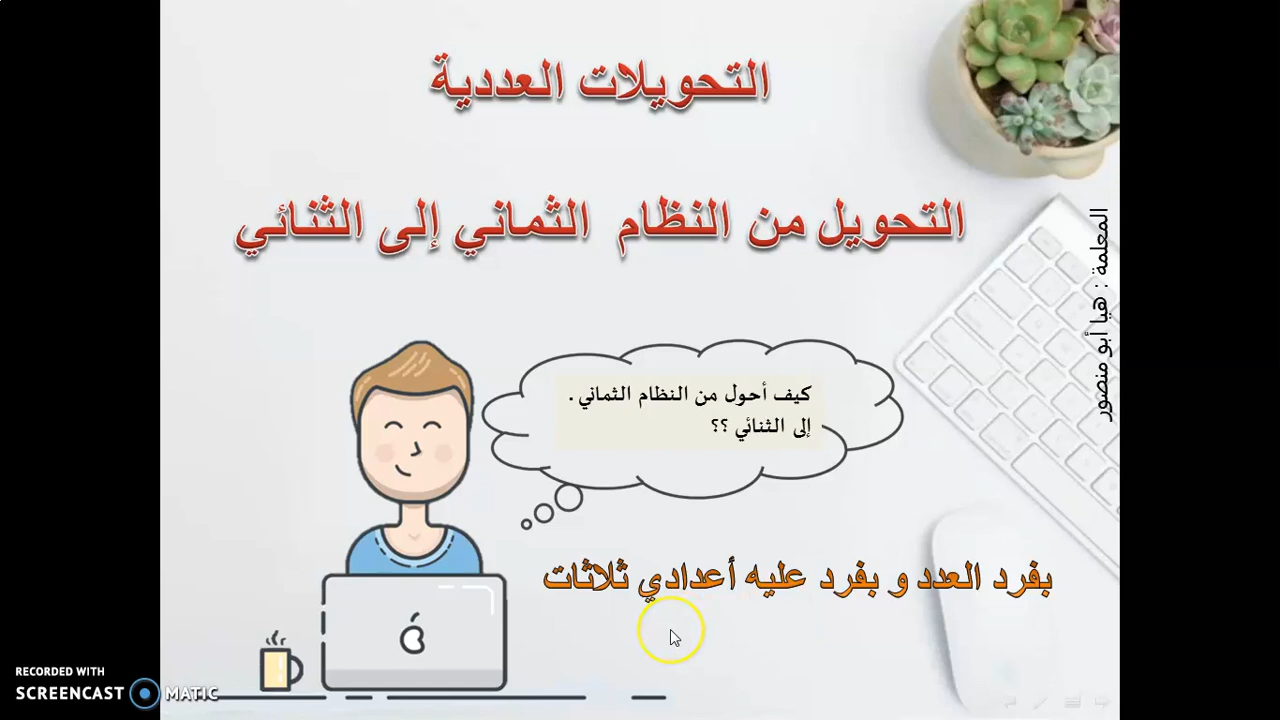 التحويلات العددية
التحويل من النظام الثماني إلى الثنائي
المعلمة : هيا أبو منصور
كيف أحول من النظام الثماني .
إلى الثنائي ؟؟
بفرد العدد و بفرد عليه أعدادي ثلاثات
RECORDED WITH
SCREENCAST MATIC